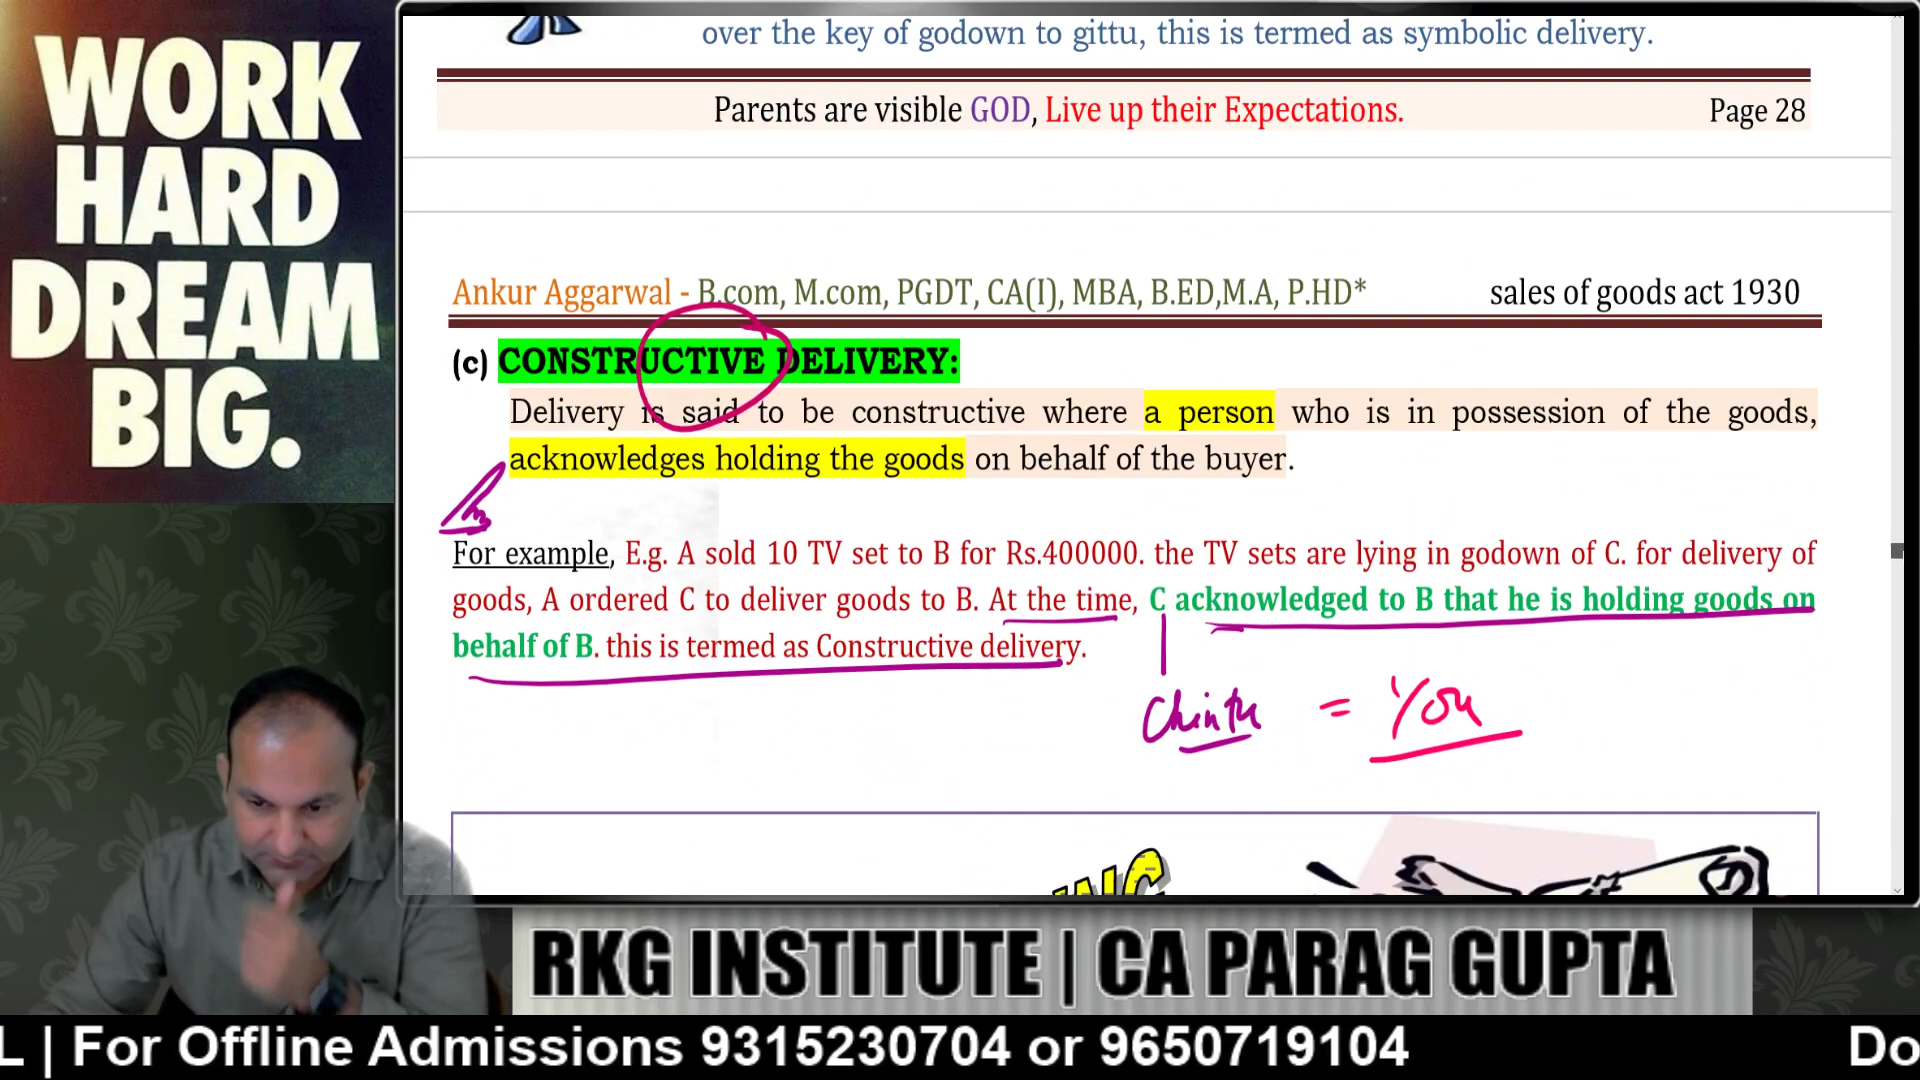 WORK
HARD
DREAM
BIG.
over the key of godown to gittu, this is termed as symbolic delivery.
Parents are visible GOD, Live up their Expectations. Page 28
Ankur Aggarwal - B.com, M.com, PGDT, CA(I), MBA, B.ED,M.A, P.HD* sales of goods act 1930
(c) CONSTRUCTIVE DELIVERY:
Delivery is said to be constructive where a person who is in possession of the goods,
acknowledges holding the goods on behalf of the buyer.
For example, E.g. A sold 10 TV set to B for Rs.400000. the TV sets are lying in godown of C. for delivery of
goods, A ordered C to deliver goods to B. At the time, C acknowledged to B that he is holding goods on
behalf of B. this is termed as Constructive delivery.
Chintu = You
RKG INSTITUTE | CA PARAG GUPTA
L | For Offline Admissions 9315230704 or 9650719104 Do